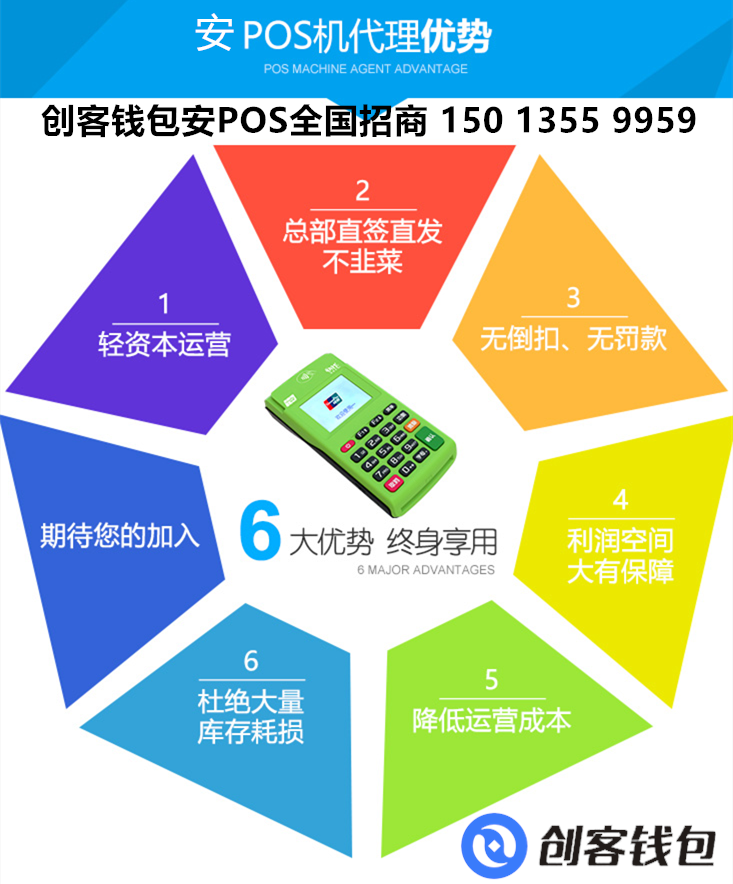 安 POS机代理优势
POS MACHINE AGENT ADVANTAGE
创客钱包安POS全国招商 150 1355 9959
1
轻资本运营
2
总部直签直发
不韭菜
3
无倒扣、无罚款
4
利润空间
大有保障
5
降低运营成本
6
杜绝大量
库存耗损
期待您的加入
6大优势 终身享用
6 MAJOR ADVANTAGES
创客钱包